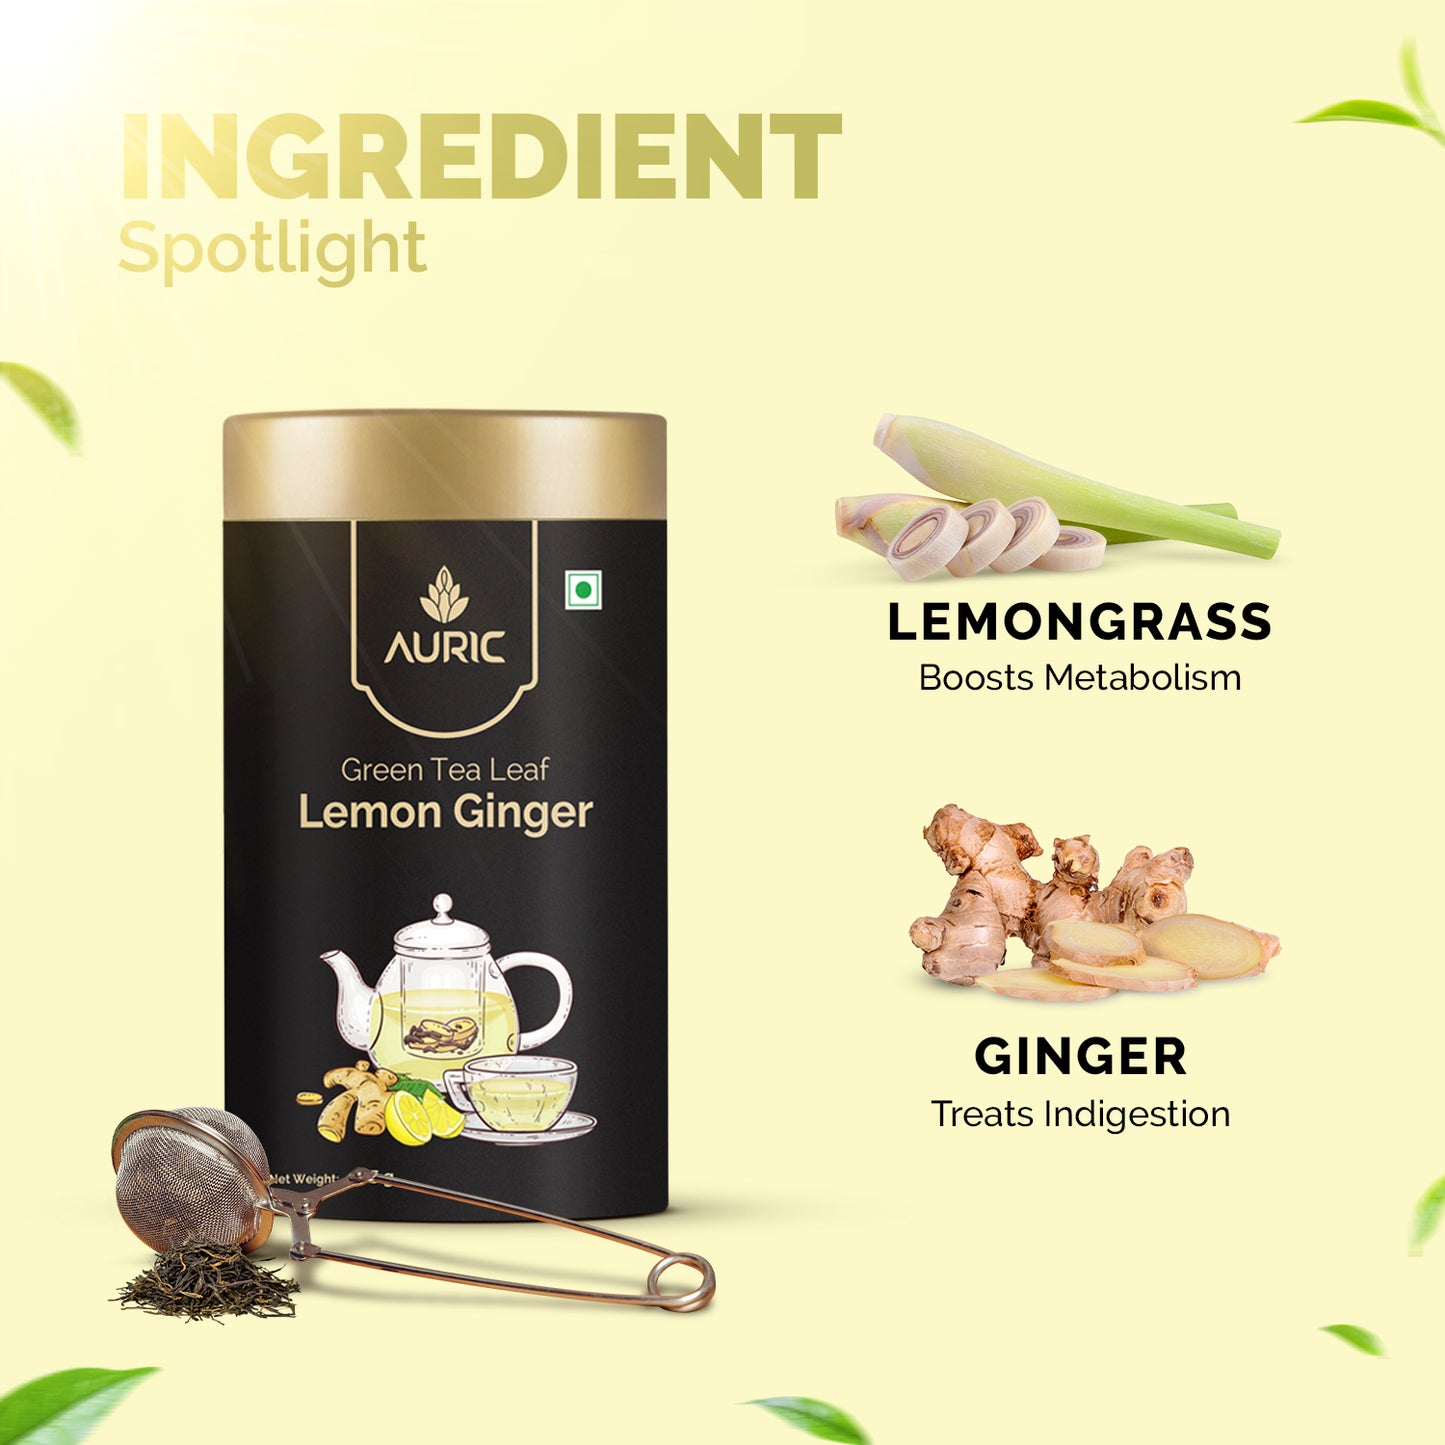 INGREDIENT
Spotlight
AURIC
Green Tea Leaf
Lemon Ginger
Net Weight:
LEMONGRASS
Boosts Metabolism
GINGER
Treats Indigestion